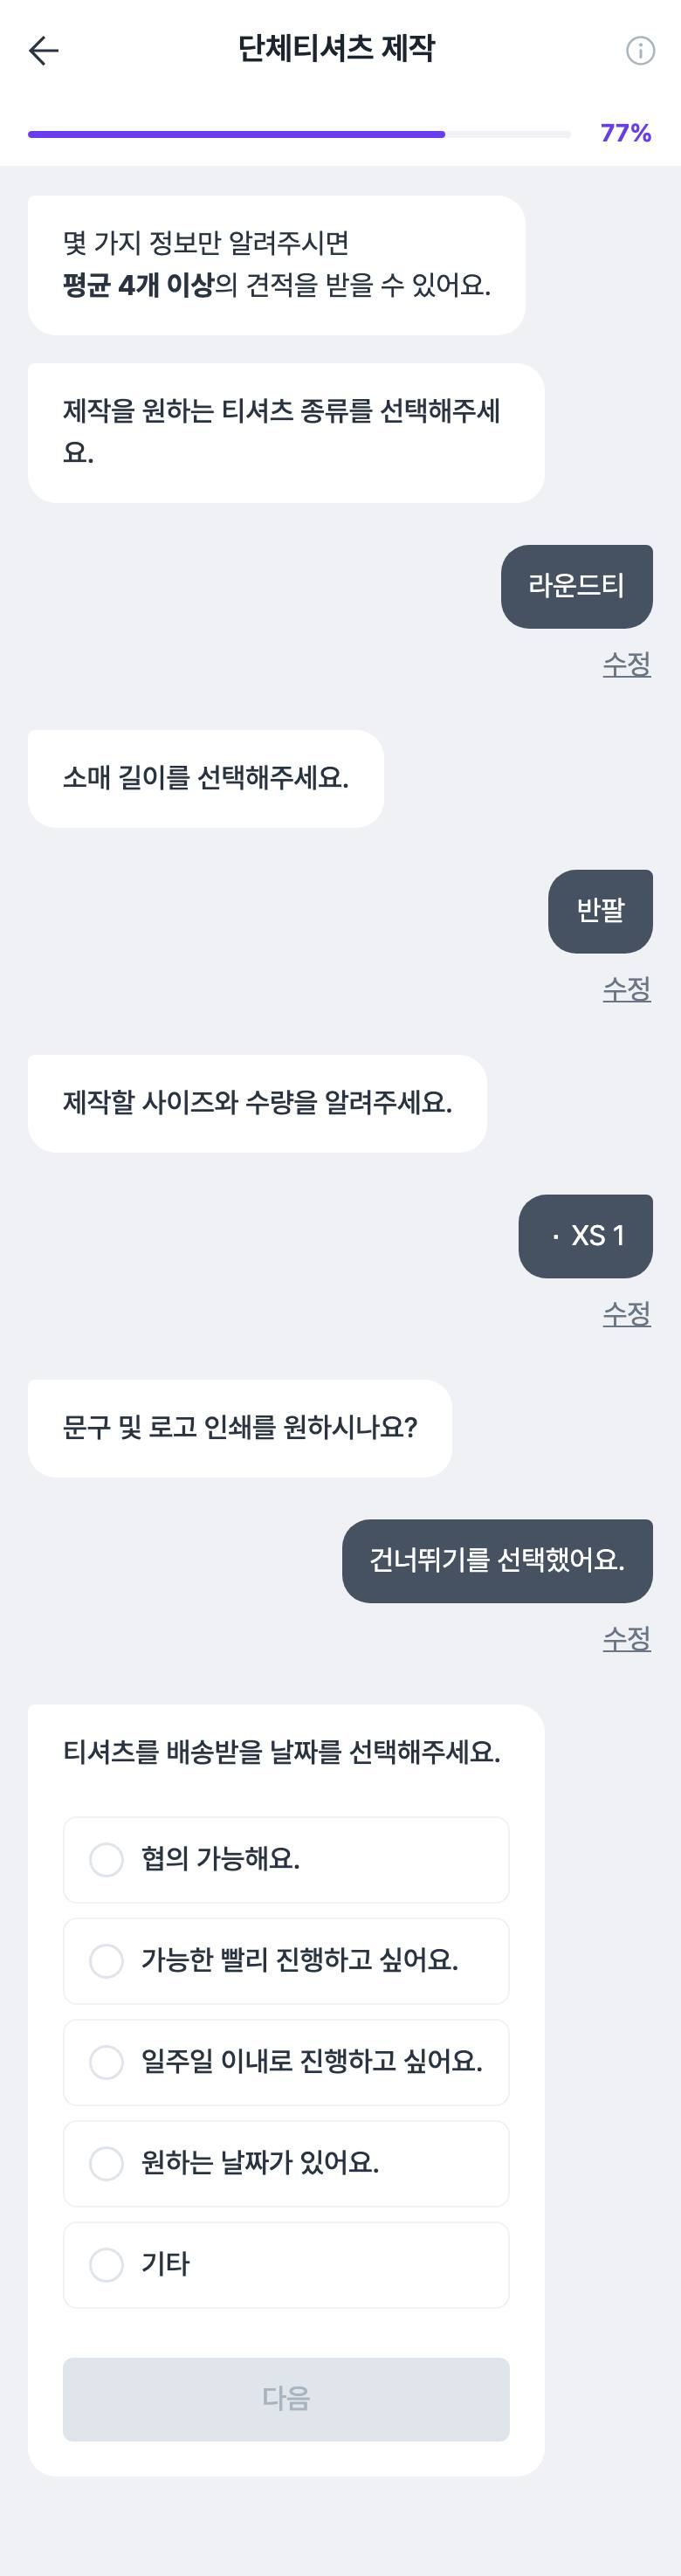 단체티셔츠 제작
77%
몇 가지 정보만 알려주시면
평균 4개 이상의 견적을 받을 수 있어요.
제작을 원하는 티셔츠 종류를 선택해주세
요.
라운드티
수정
소매 길이를 선택해주세요.
반팔
수정
제작할 사이즈와 수량을 알려주세요.
· XS 1
수정
문구 및 로고 인쇄를 원하시나요?
건너뛰기를 선택했어요.
수정
티셔츠를 배송받을 날짜를 선택해주세요.
협의 가능해요.
가능한 빨리 진행하고 싶어요.
일주일 이내로 진행하고 싶어요.
원하는 날짜가 있어요.
기타
다음